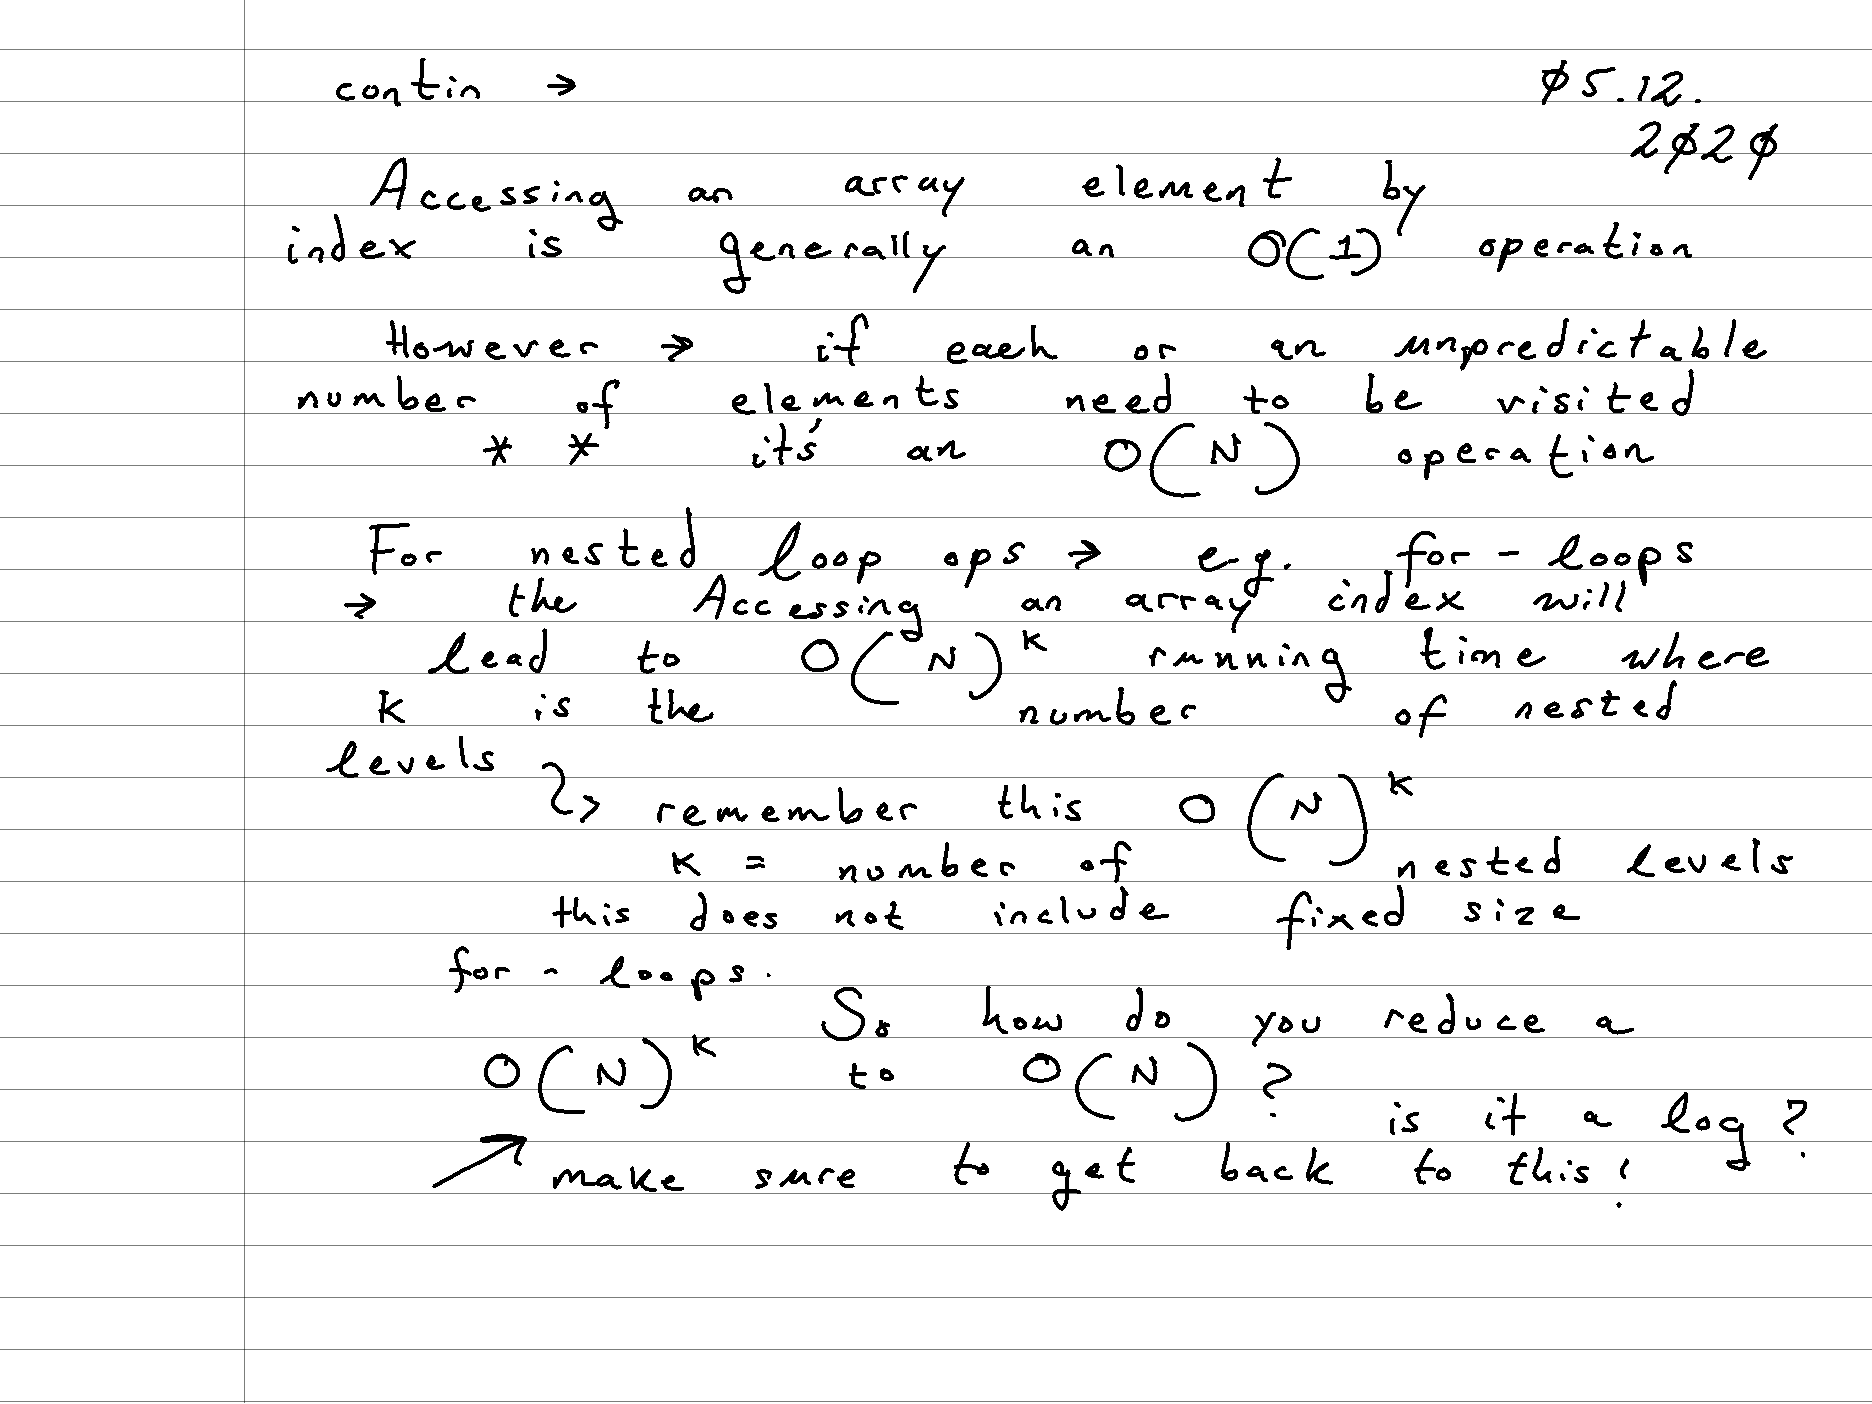 contin →
ø5.12.
2ø2ø
Accessing an array element by
index is generally an O(1) operation
However → if each or an unpredictable
number of elements need to be visited
* * it's an O(N) operation
For nested loop ops → e.g. for - loops
→ the Accessing an array index will
lead to O(N)^K running time where
K is the number of nested
levels
↳ remember this O(N)^K
K = number of nested levels
this does not include fixed size
for - loops.
So how do you reduce a
O(N)^K to O(N)?
is it a log?
↗ make sure to get back to this!